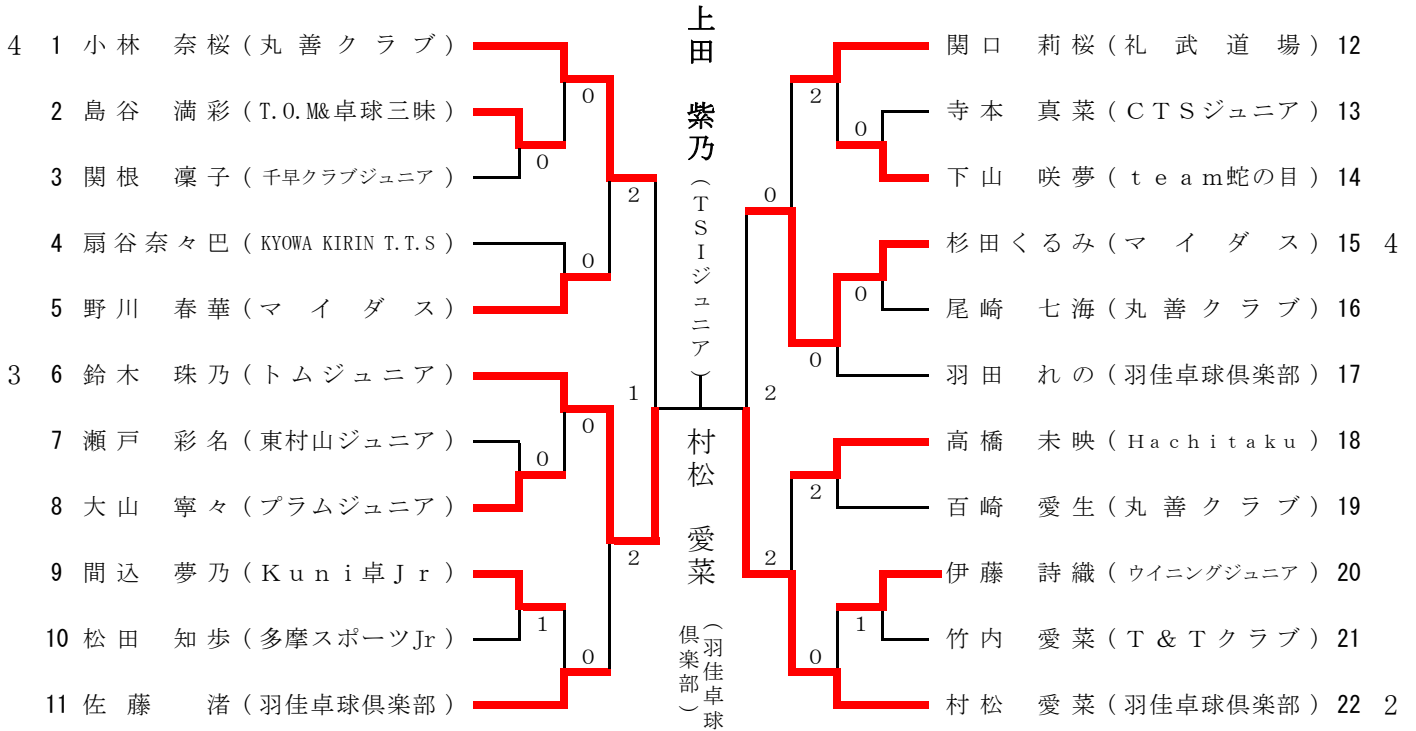 4 1 小林 奈桜(丸善クラブ)
2 島谷 満彩(T.O.M&卓球三昧)
3 関根 凜子(千早クラブジュニア)
4 扇谷奈々巴(KYOWA KIRIN T.T.S)
5 野川 春華(マイダス)
3 6 鈴木 珠乃(トムジュニア)
7 瀬戸 彩名(東村山ジュニア)
8 大山 寧々(プラムジュニア)
9 間込 夢乃(Kuni卓Jr)
10 松田 知歩(多摩スポーツJr)
11 佐藤 渚(羽佳卓球倶楽部)
0
0
2
0
0
1
0
2
1
0
上田 紫乃(TSIジュニア)
村松 愛菜
(羽佳卓球
倶楽部)
2
0
0
0
0
2
2
2
1
0
関口 莉桜(礼武道場) 12
寺本 真菜(CTSジュニア) 13
下山 咲夢(team蛇の目) 14
杉田くるみ(マイダス) 15 4
尾崎 七海(丸善クラブ) 16
羽田 れの(羽佳卓球倶楽部) 17
高橋 未映(Hachitaku) 18
百崎 愛生(丸善クラブ) 19
伊藤 詩織(ウイニングジュニア) 20
竹内 愛菜(T&Tクラブ) 21
村松 愛菜(羽佳卓球倶楽部) 22 2